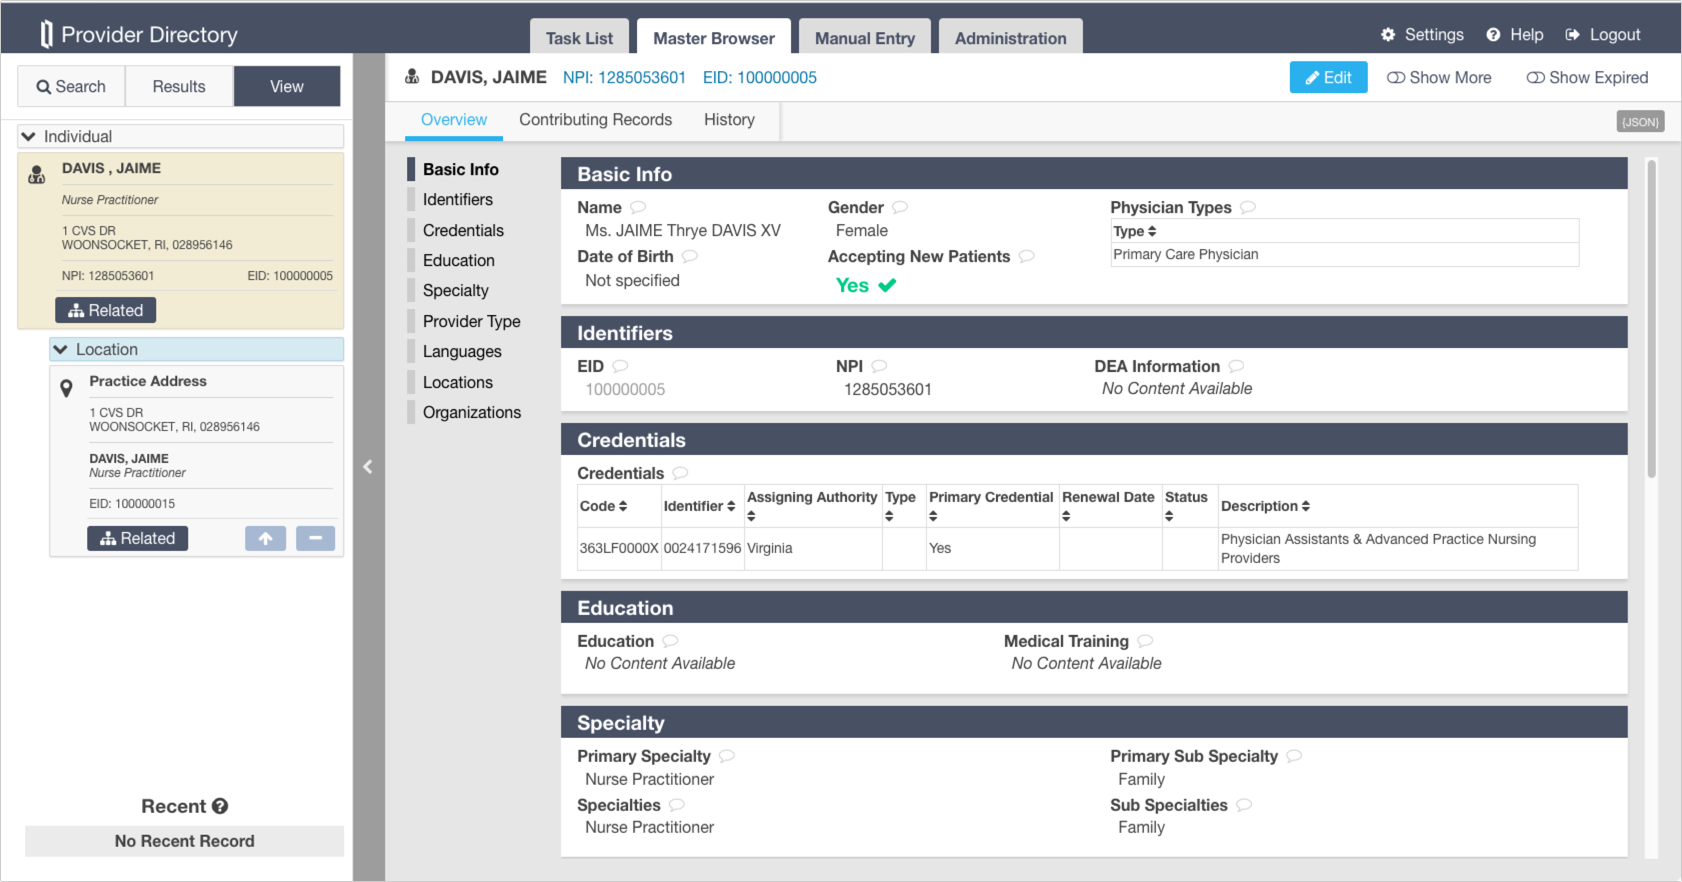 Provider Directory
Task List
Master Browser
Manual Entry
Administration
Settings
Help
Logout
Search
Results
View
Individual
DAVIS , JAIME
Nurse Practitioner
1 CVS DR
WOONSOCKET, RI, 028956146
NPI: 1285053601 EID: 100000005
Related
Location
Practice Address
1 CVS DR
WOONSOCKET, RI, 028956146
DAVIS, JAIME
Nurse Practitioner
EID: 100000015
Related
Recent
No Recent Record
DAVIS, JAIME NPI: 1285053601 EID: 100000005
Edit
Show More
Show Expired
Overview
Contributing Records
History
{JSON}
Basic Info
Identifiers
Credentials
Education
Specialty
Provider Type
Languages
Locations
Organizations
Basic Info
Name
Ms. JAIME Thrye DAVIS XV
Gender
Female
Physician Types
Type
Primary Care Physician
Date of Birth
Not specified
Accepting New Patients
Yes
Identifiers
EID
100000005
NPI
1285053601
DEA Information
No Content Available
Credentials
Credentials
Code Identifier Assigning Authority Type Primary Credential Renewal Date Status Description
363LF0000X 0024171596 Virginia Yes Physician Assistants & Advanced Practice Nursing
Providers
Education
Education
No Content Available
Medical Training
No Content Available
Specialty
Primary Specialty
Nurse Practitioner
Primary Sub Specialty
Family
Specialties
Nurse Practitioner
Sub Specialties
Family